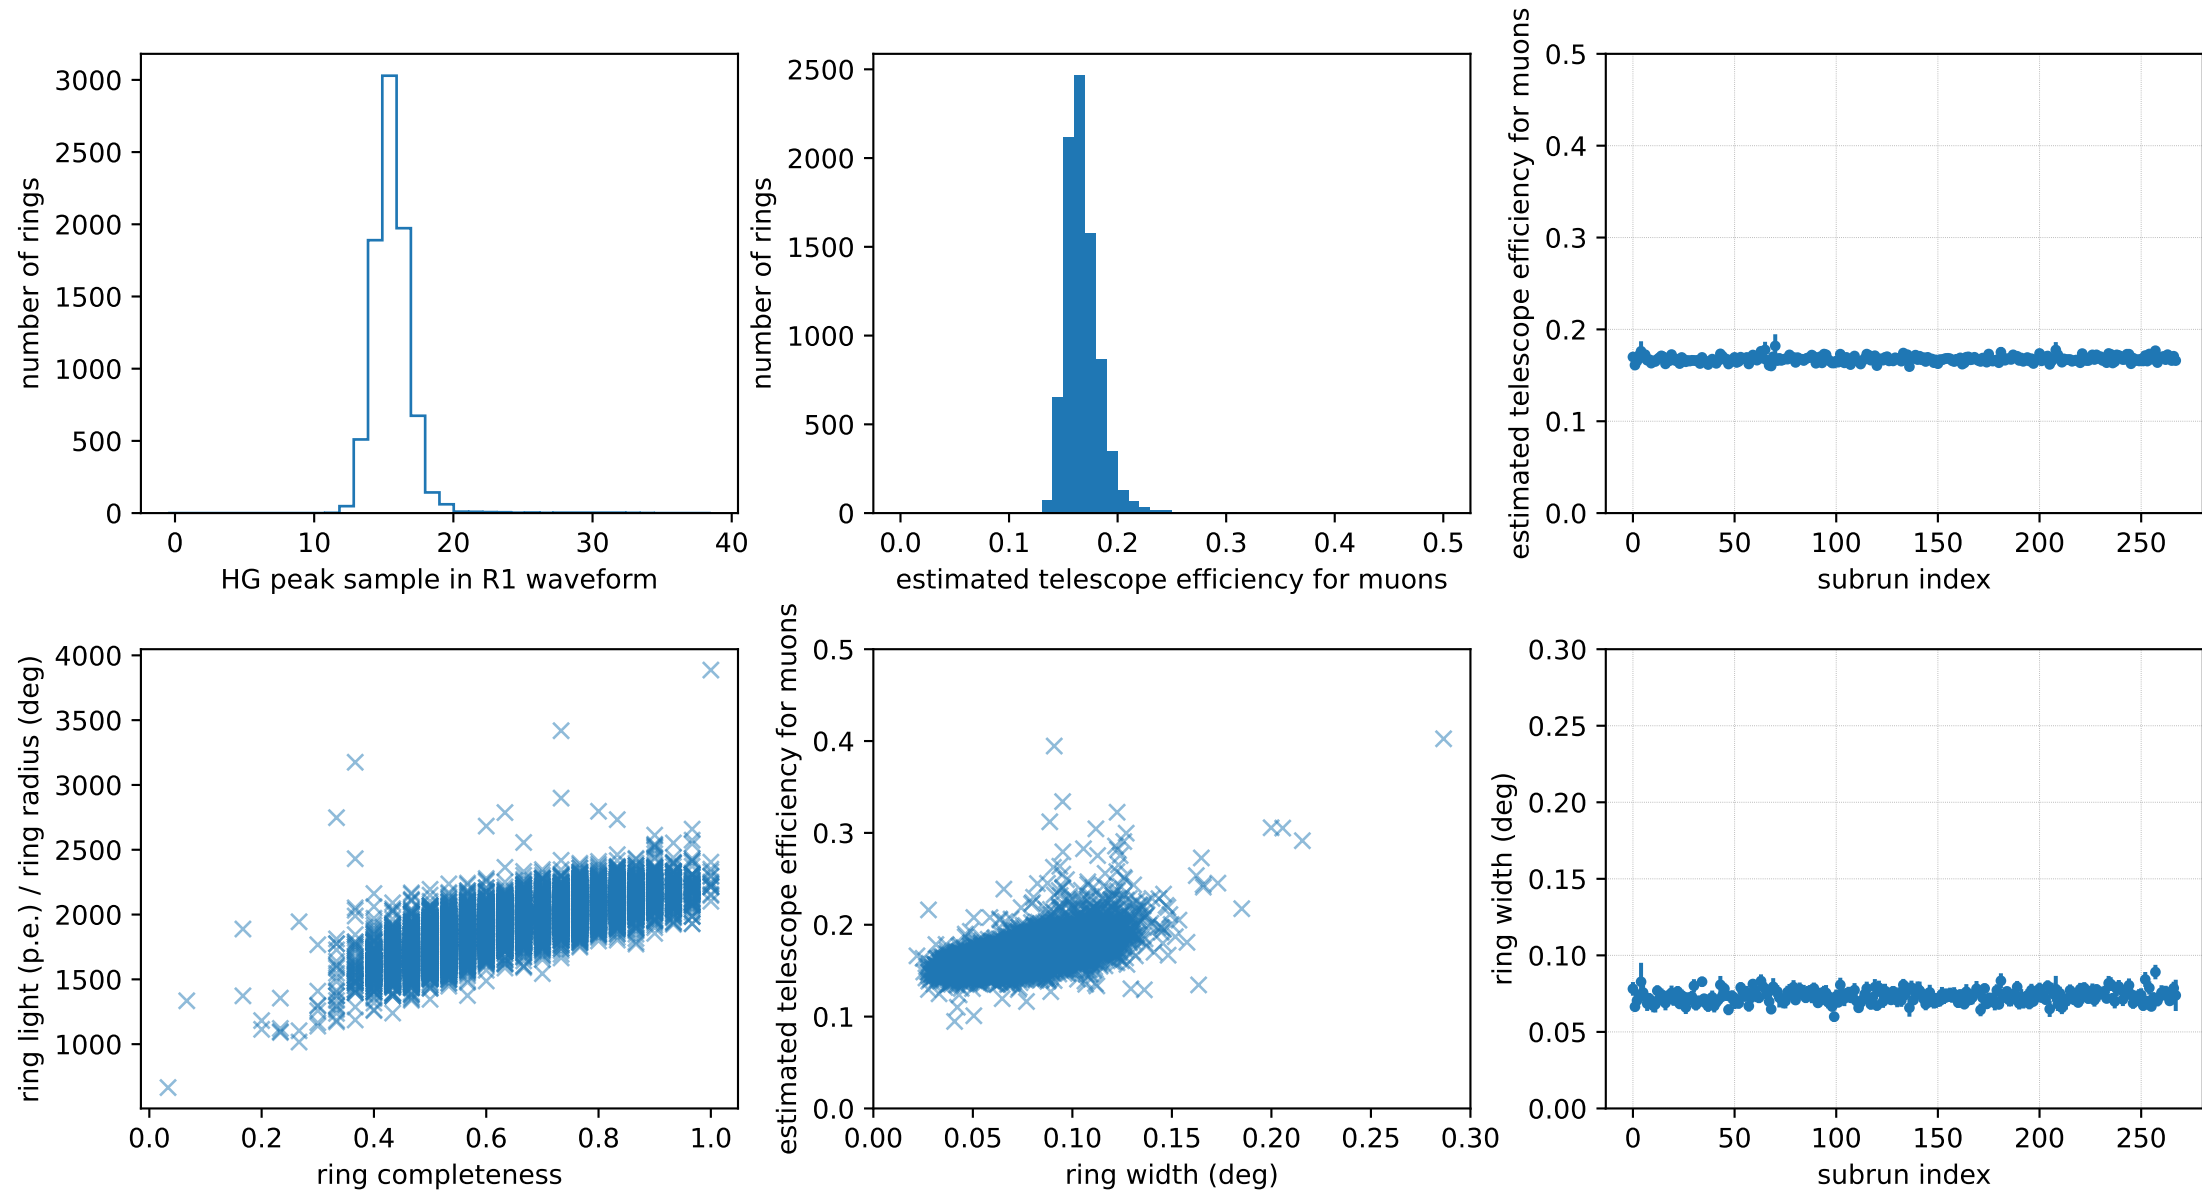 3000
2500
2000
1500
1000
500
0
number of rings
0 10 20 30 40
HG peak sample in R1 waveform
2500
2000
1500
1000
500
0
number of rings
0.0 0.1 0.2 0.3 0.4 0.5
estimated telescope efficiency for muons
0.5
0.4
0.3
0.2
0.1
0.0
estimated telescope efficiency for muons
0 50 100 150 200 250
subrun index
4000
3500
3000
2500
2000
1500
1000
ring light (p.e.) / ring radius (deg)
0.0 0.2 0.4 0.6 0.8 1.0
ring completeness
0.5
0.4
0.3
0.2
0.1
0.0
estimated telescope efficiency for muons
0.00 0.05 0.10 0.15 0.20 0.25 0.30
ring width (deg)
0.30
0.25
0.20
0.15
0.10
0.05
0.00
ring width (deg)
0 50 100 150 200 250
subrun index